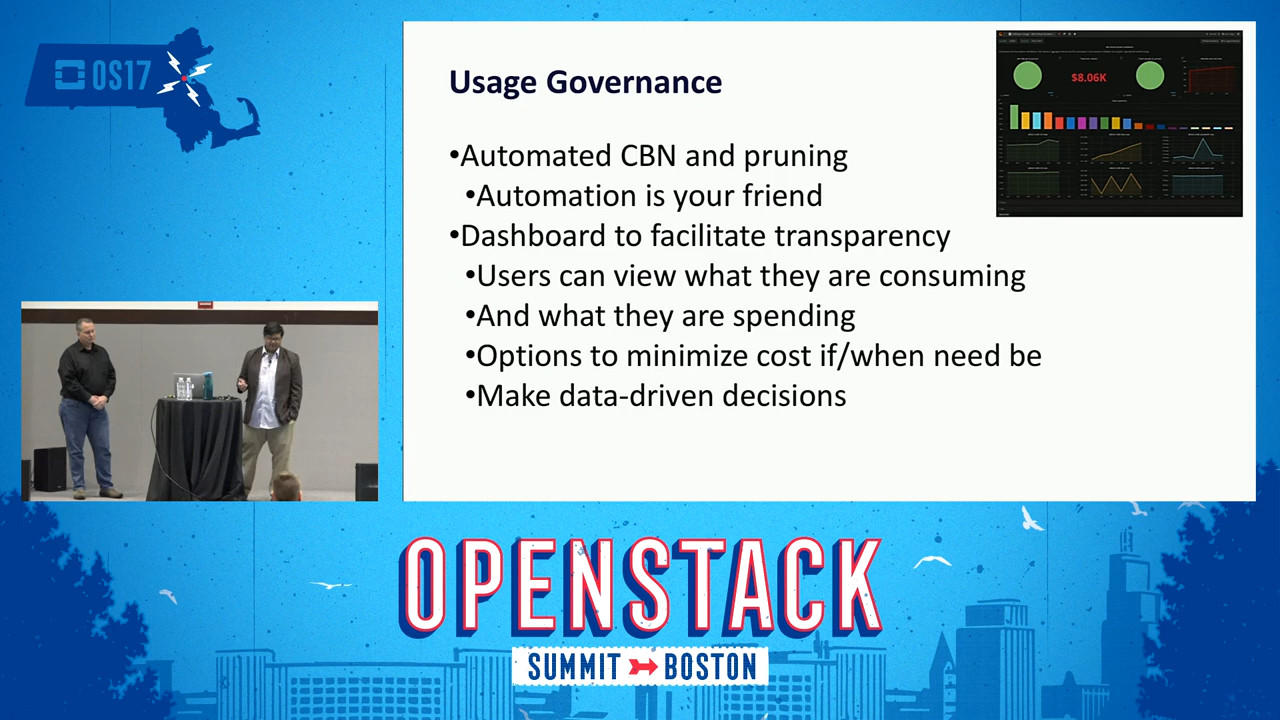 OS17
Usage Governance
•Automated CBN and pruning
•Automation is your friend
•Dashboard to facilitate transparency
•Users can view what they are consuming
•And what they are spending
•Options to minimize cost if/when need be
•Make data-driven decisions
$8.06K
OPENSTACK
SUMMIT BOSTON